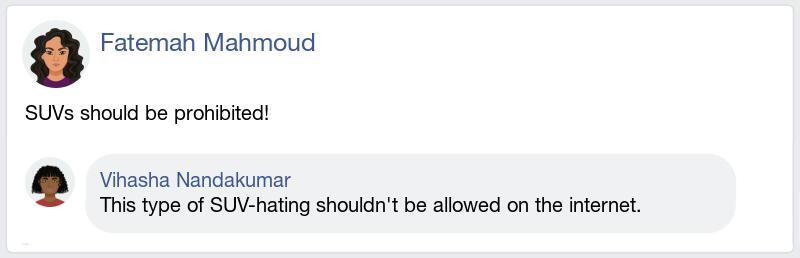 Fatemah Mahmoud
SUVs should be prohibited!
Vihasha Nandakumar
This type of SUV-hating shouldn't be allowed on the internet.